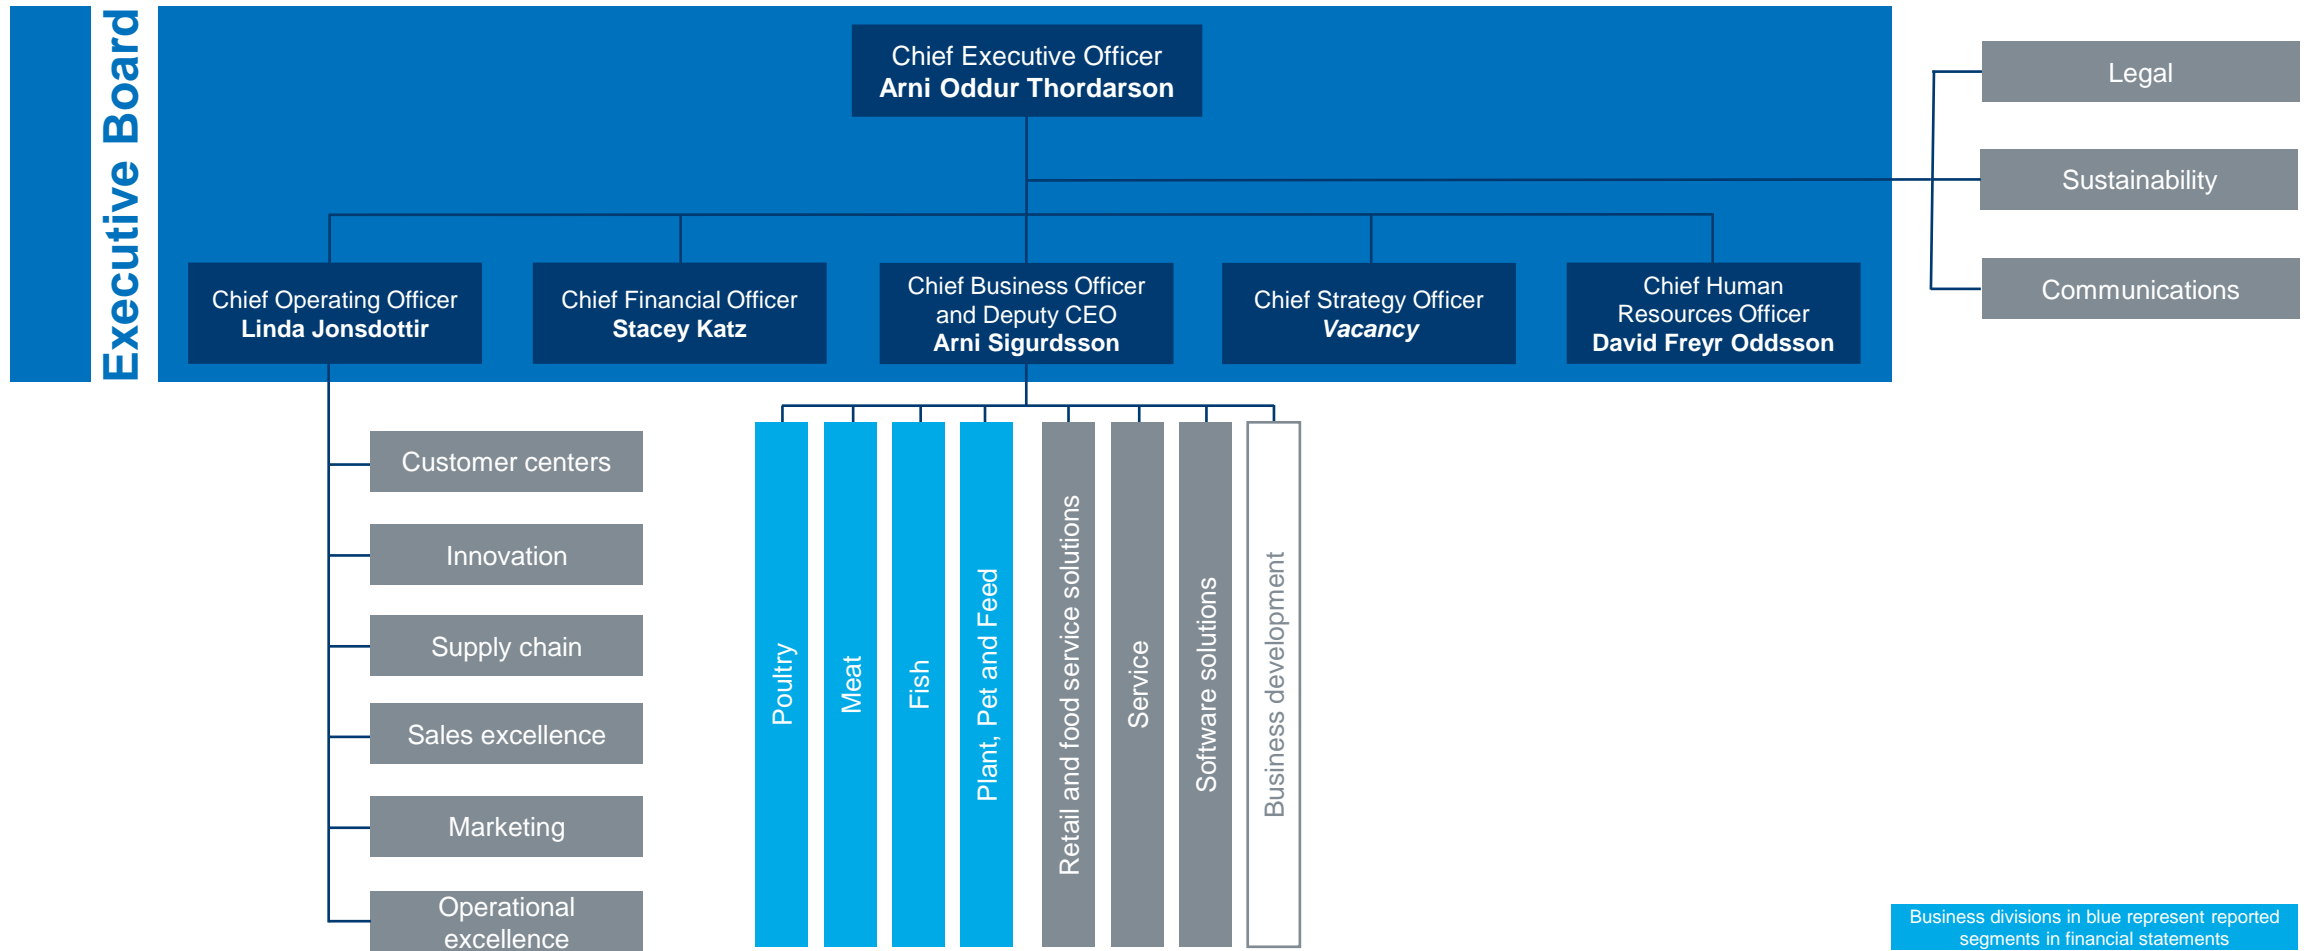 Executive Board
Chief Executive Officer
Arni Oddur Thordarson
Legal
Sustainability
Communications
Chief Operating Officer
Linda Jonsdottir
Chief Financial Officer
Stacey Katz
Chief Business Officer
and Deputy CEO
Arni Sigurdsson
Chief Strategy Officer
Vacancy
Chief Human
Resources Officer
David Freyr Oddsson
Customer centers
Innovation
Supply chain
Sales excellence
Marketing
Operational
excellence
Poultry
Meat
Fish
Plant, Pet and Feed
Retail and food service solutions
Service
Software solutions
Business development
Business divisions in blue represent reported
segments in financial statements